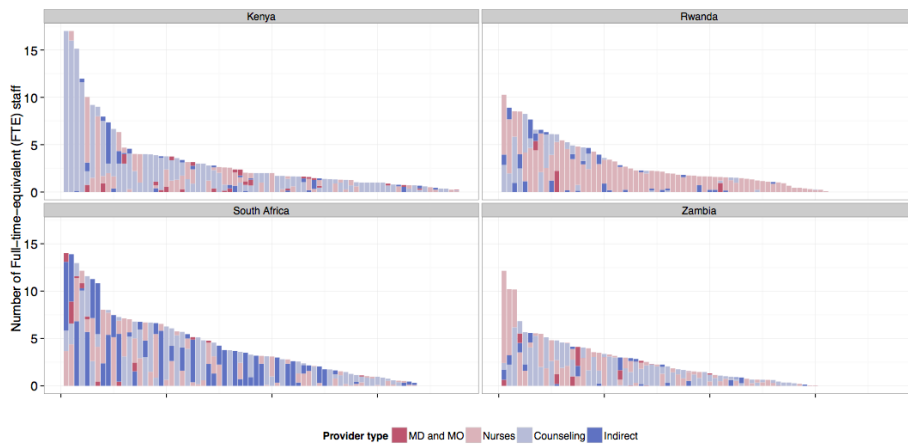 Kenya
Rwanda
15
10
5
0
South Africa
Zambia
15
10
5
0
Number of Full−time−equivalent (FTE) staff
Provider type MD and MO Nurses Counseling Indirect